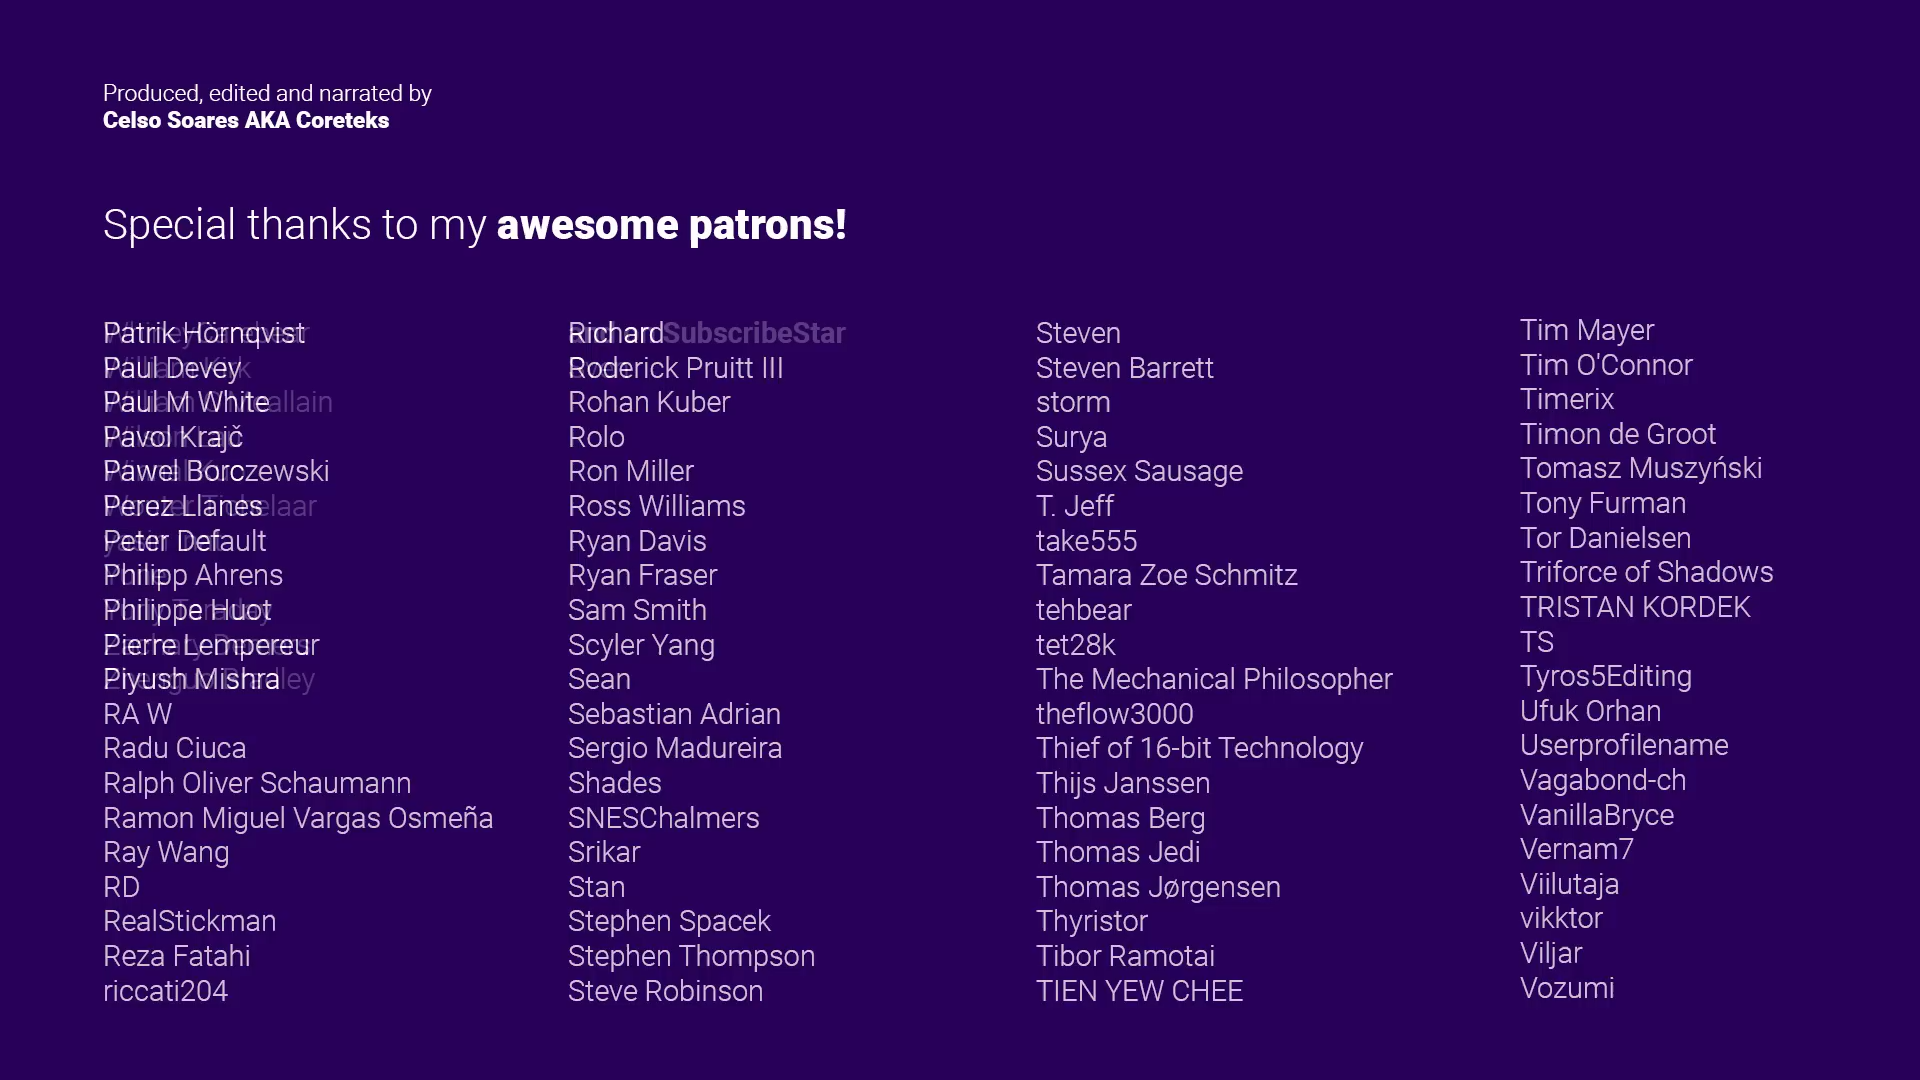 Produced, edited and narrated by
Celso Soares AKA Coreteks
Special thanks to my awesome patrons!
Patrik Hörnqvist
Paul Devey
Paul M White
Pavol Krajč
Pawel Borczewski
Perez Llanes
Peter Default
Philipp Ahrens
Philippe Huot
Pierre Lempereur
Piyush Mishra
RA W
Radu Ciuca
Ralph Oliver Schaumann
Ramon Miguel Vargas Osmeña
Ray Wang
RD
RealStickman
Reza Fatahi
riccati204
Richard
SubscribeStar
Roderick Pruitt III
Rohan Kuber
Rolo
Ron Miller
Ross Williams
Ryan Davis
Ryan Fraser
Sam Smith
Scyler Yang
Sean
Sebastian Adrian
Sergio Madureira
Shades
SNESChalmers
Srikar
Stan
Stephen Spacek
Stephen Thompson
Steve Robinson
Steven
Steven Barrett
storm
Surya
Sussex Sausage
T. Jeff
take555
Tamara Zoe Schmitz
tehbear
tet28k
The Mechanical Philosopher
theflow3000
Thief of 16-bit Technology
Thijs Janssen
Thomas Berg
Thomas Jedi
Thomas Jørgensen
Thyristor
Tibor Ramotai
TIEN YEW CHEE
Tim Mayer
Tim O'Connor
Timerix
Timon de Groot
Tomasz Muszyński
Tony Furman
Tor Danielsen
Triforce of Shadows
TRISTAN KORDEK
TS
Tyros5Editing
Ufuk Orhan
Userprofilename
Vagabond-ch
VanillaBryce
Vernam7
Viilutaja
vikktor
Viljar
Vozumi